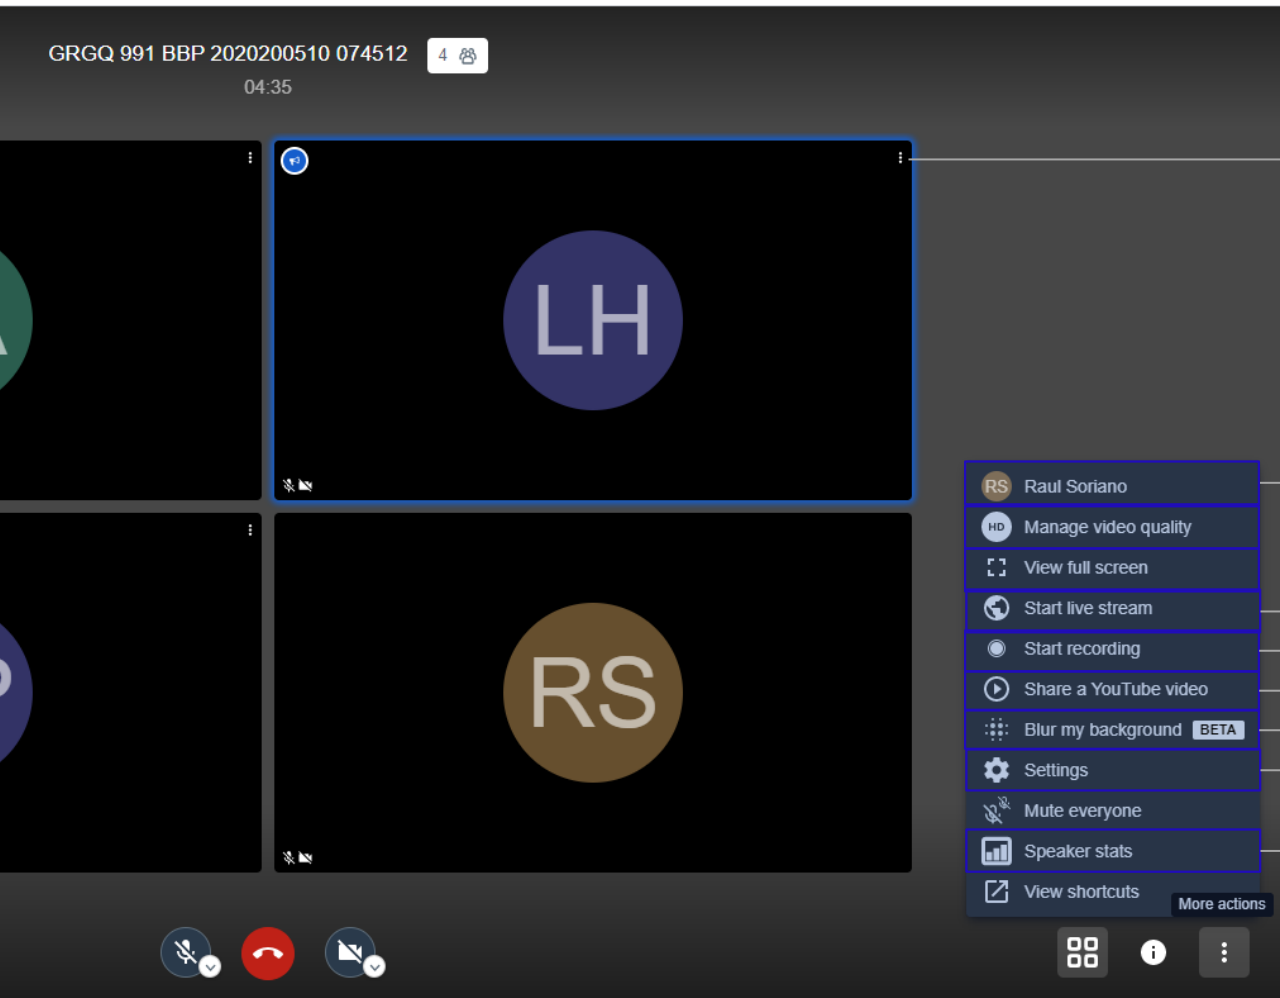 GRGQ 991 BBP 2020200510 074512
4
04:35
LH
RS
RS Raul Soriano
HD Manage video quality
View full screen
Start live stream
Start recording
Share a YouTube video
Blur my background BETA
Settings
Mute everyone
Speaker stats
View shortcuts
More actions